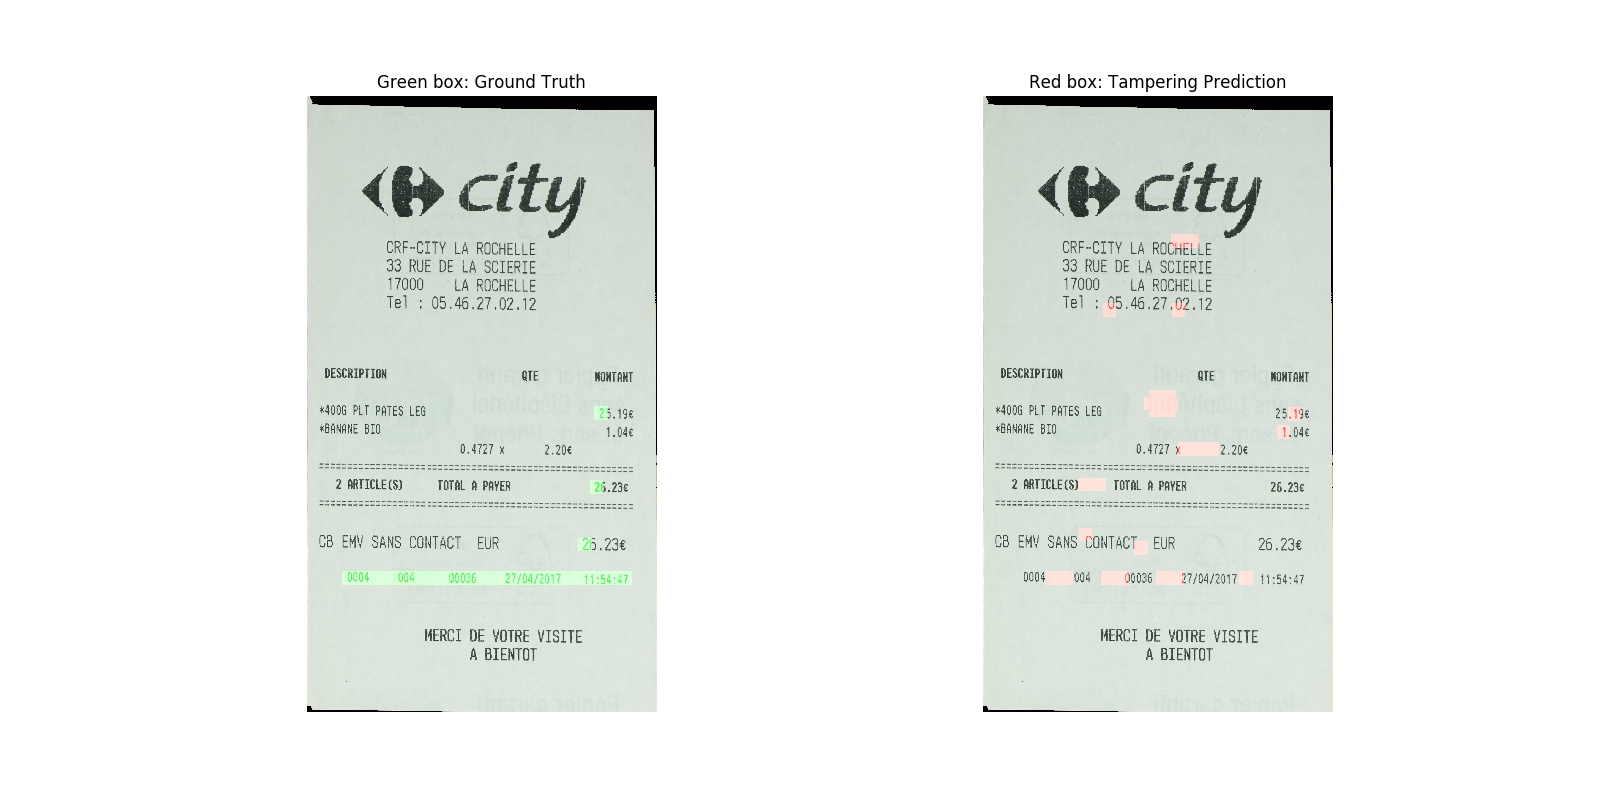 Green box: Ground Truth
city
CRF-CITY LA ROCHELLE
33 RUE DE LA SCIERIE
17000 LA ROCHELLE
Tel : 05.46.27.02.12
DESCRIPTION QTE MONTANT
*400G PLT PATES LEG 25.19€
*BANANE BIO 1.04€
0.4727 x 2.20€
2 ARTICLE(S) TOTAL A PAYER 26.23€
CB EMV SANS CONTACT EUR 26.23€
0004 004 00036 27/04/2017 11:54:47
MERCI DE VOTRE VISITE
A BIENTOT
Red box: Tampering Prediction
city
CRF-CITY LA ROCHELLE
33 RUE DE LA SCIERIE
17000 LA ROCHELLE
Tel : 05.46.27.02.12
DESCRIPTION QTE MONTANT
*400G PLT PATES LEG 25.19€
*BANANE BIO 1.04€
0.4727 x 2.20€
2 ARTICLE(S) TOTAL A PAYER 26.23€
CB EMV SANS CONTACT EUR 26.23€
0004 004 00036 27/04/2017 11:54:47
MERCI DE VOTRE VISITE
A BIENTOT